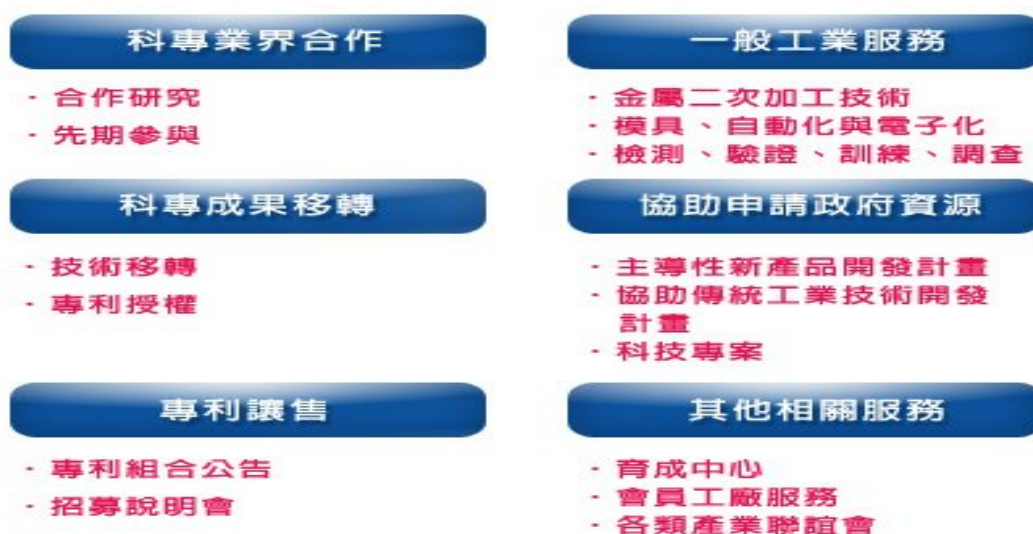 科專業界合作
· 合作研究
· 先期參與
一般工業服務
· 金屬二次加工技術
· 模具、自動化與電子化
· 檢測、驗證、訓練、調查
科專成果移轉
· 技術移轉
· 專利授權
協助申請政府資源
· 主導性新產品開發計畫
· 協助傳統工業技術開發
計畫
· 科技專案
專利讓售
· 專利組合公告
· 招募說明會
其他相關服務
· 育成中心
· 會員工廠服務
· 各類產業聯誼會